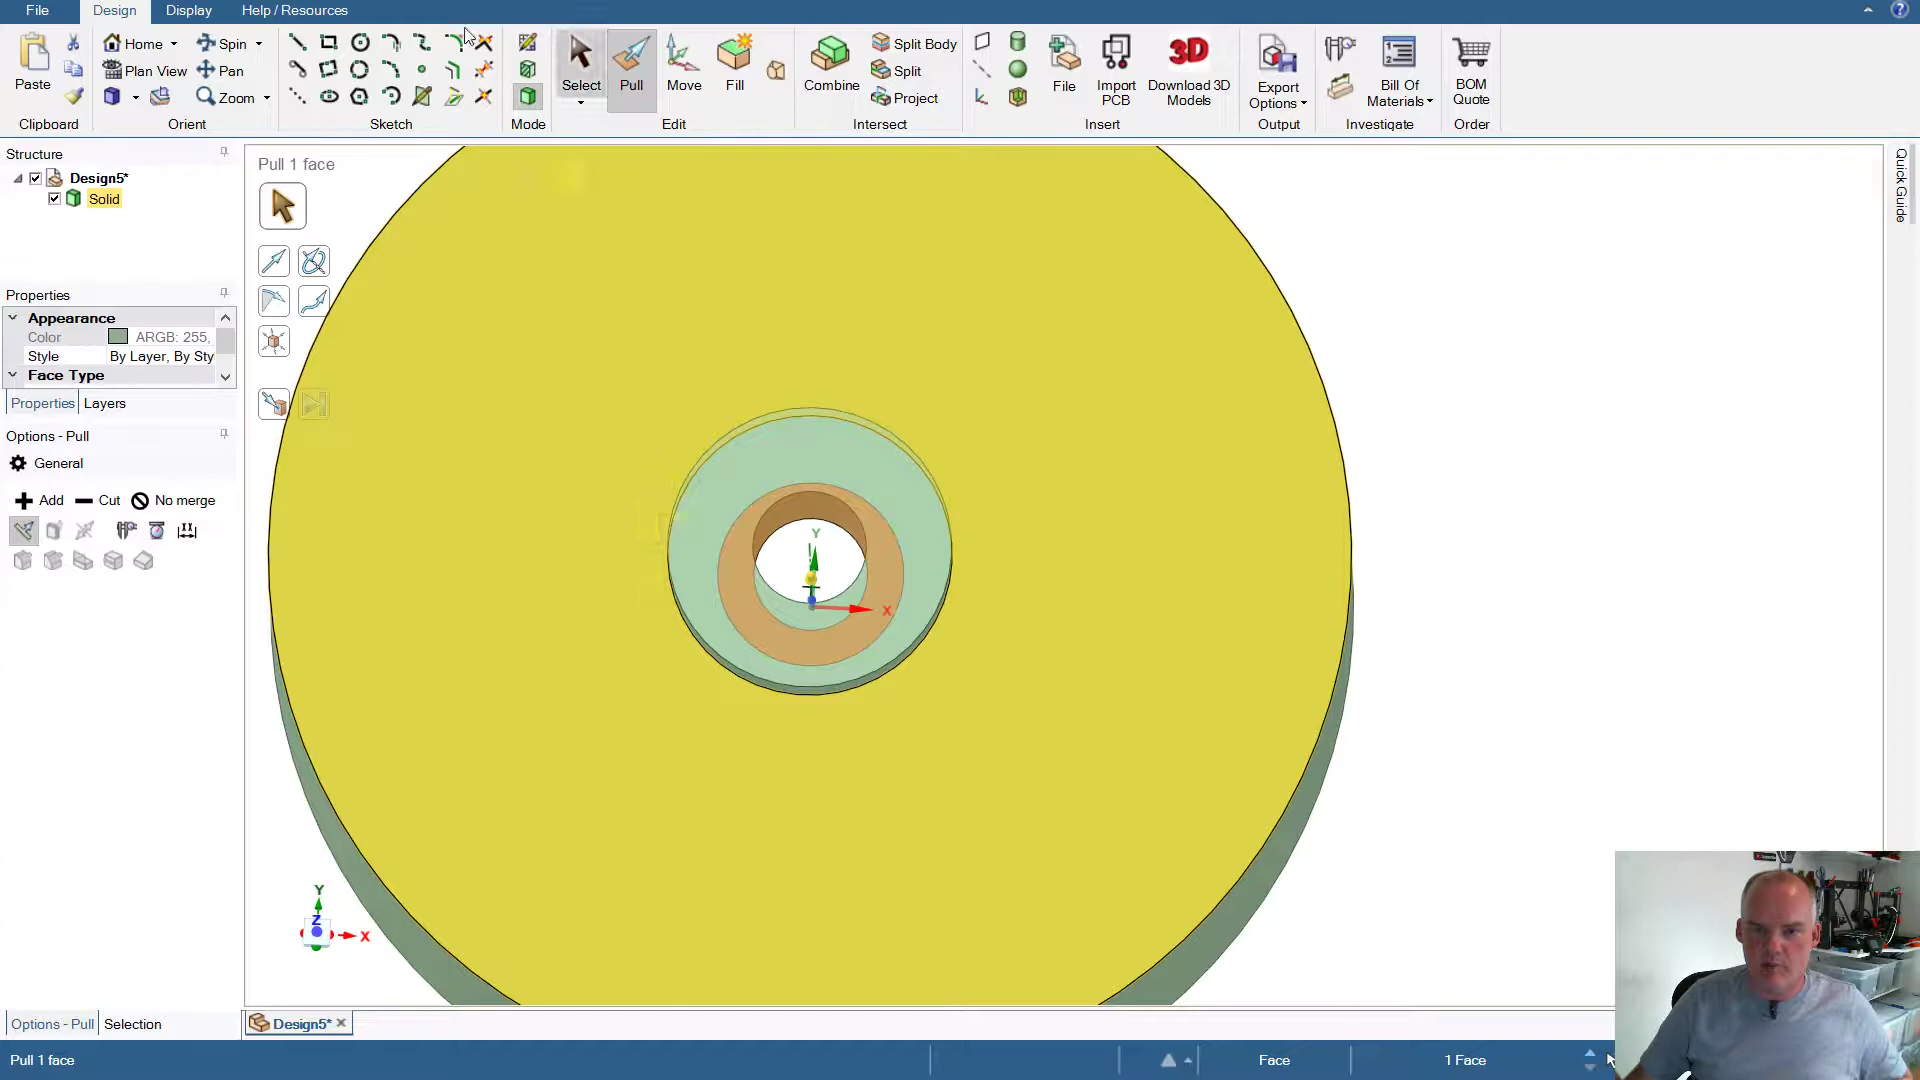 File Design Display Help / Resources
Paste
Home Spin
Plan View Pan
Zoom
Select
Pull
Move
Fill
Combine
Split Body
Split
Project
File
Import PCB
3D
Download 3D Models
Export Options
Bill Of Materials
BOM Quote
Clipboard Orient Sketch Mode Edit Intersect Insert Output Investigate Order
Structure
Design5*
Solid
Properties
Appearance
Color ARGB: 255,
Style By Layer, By Sty
Face Type
Properties Layers
Options - Pull
General
Add Cut No merge
Options - Pull Selection
Pull 1 face
Y
X
Y
Z
X
Quick Guide
Design5*
Pull 1 face Face 1 Face